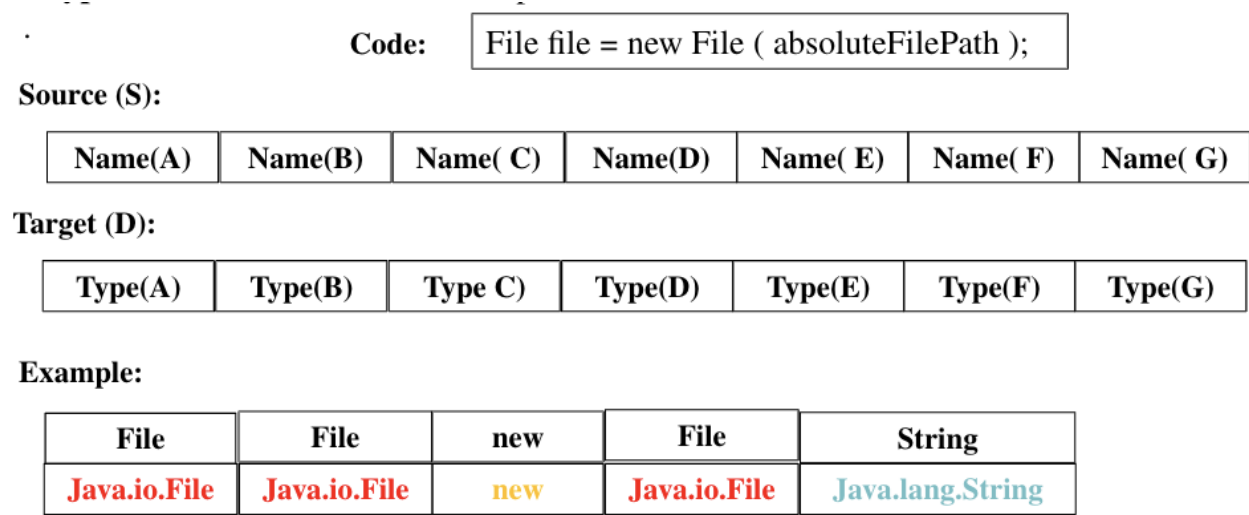 .
Code: File file = new File ( absoluteFilePath );
Source (S):
Name(A) Name(B) Name( C) Name(D) Name( E) Name( F) Name( G)
Target (D):
Type(A) Type(B) Type C) Type(D) Type(E) Type(F) Type(G)
Example:
File File new File String
Java.io.File Java.io.File new Java.io.File Java.lang.String